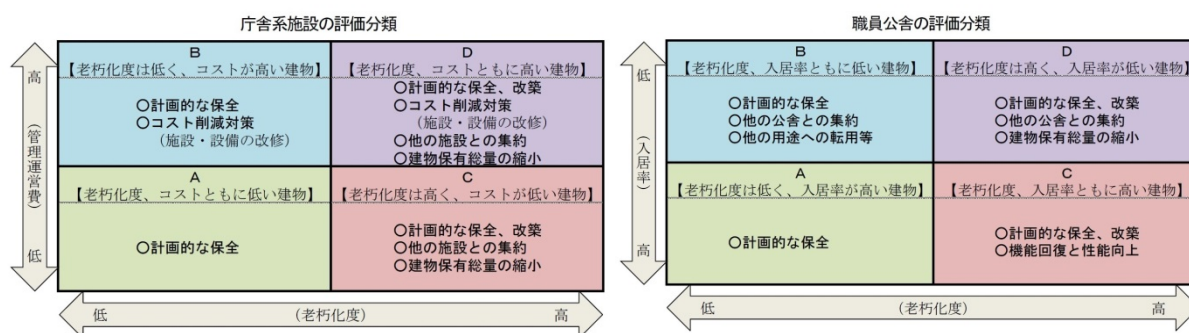 庁舎系施設の評価分類
高
(管理運営費)
低
B
【老朽化度は低く、コストが高い建物】
○計画的な保全
○コスト削減対策
(施設・設備の改修)
D
【老朽化度、コストともに高い建物】
○計画的な保全、改築
○コスト削減対策
(施設・設備の改修)
○他の施設との集約
○建物保有総量の縮小
A
【老朽化度、コストともに低い建物】
○計画的な保全
C
【老朽化度は高く、コストが低い建物】
○計画的な保全、改築
○他の施設との集約
○建物保有総量の縮小
低
(老朽化度)
高
職員公舎の評価分類
低
(入居率)
高
B
【老朽化度、入居率ともに低い建物】
○計画的な保全
○他の公舎との集約
○他の用途への転用等
D
【老朽化度は高く、入居率が低い建物】
○計画的な保全、改築
○他の公舎との集約
○建物保有総量の縮小
A
【老朽化度は低く、入居率が高い建物】
○計画的な保全
C
【老朽化度、入居率ともに高い建物】
○計画的な保全、改築
○機能回復と性能向上
低
(老朽化度)
高